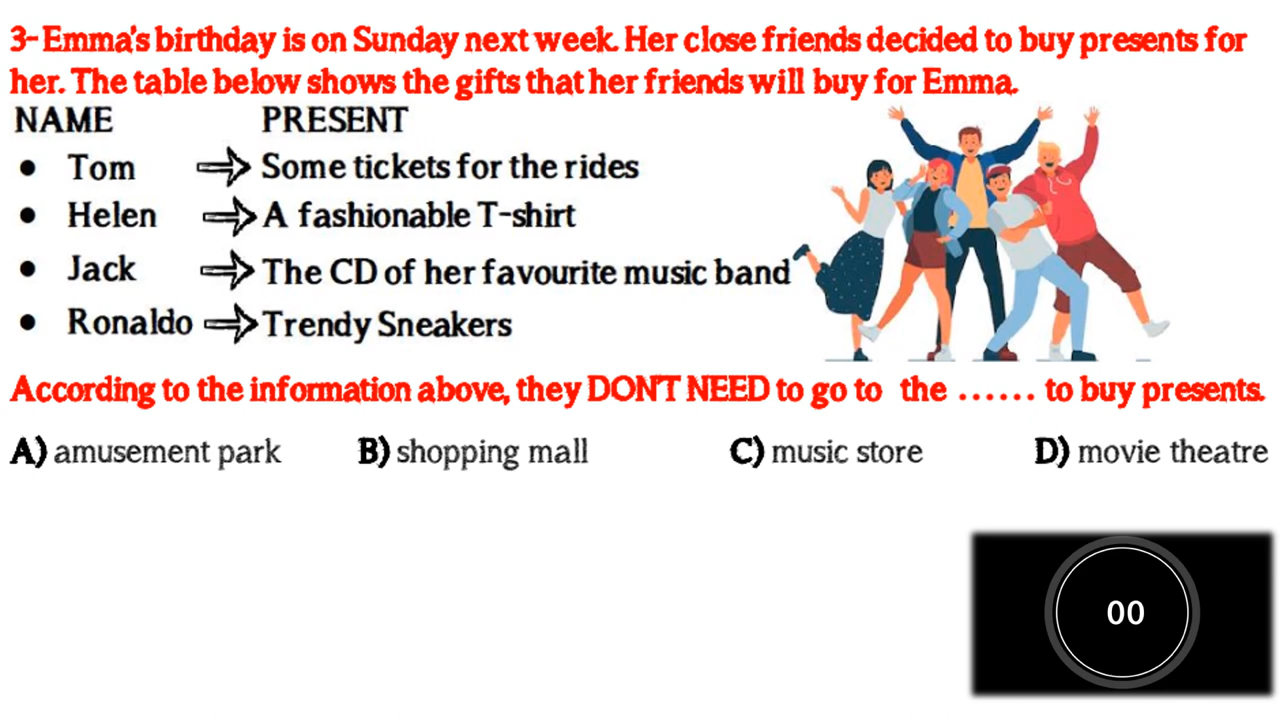 3- Emma's birthday is on Sunday next week. Her close friends decided to buy presents for
her. The table below shows the gifts that her friends will buy for Emma.
NAME PRESENT
• Tom ⇒ Some tickets for the rides
• Helen ⇒ A fashionable T-shirt
• Jack ⇒ The CD of her favourite music band
• Ronaldo ⇒ Trendy Sneakers
According to the information above, they DON'T NEED to go to the ...... to buy presents.
A) amusement park B) shopping mall C) music store D) movie theatre
00